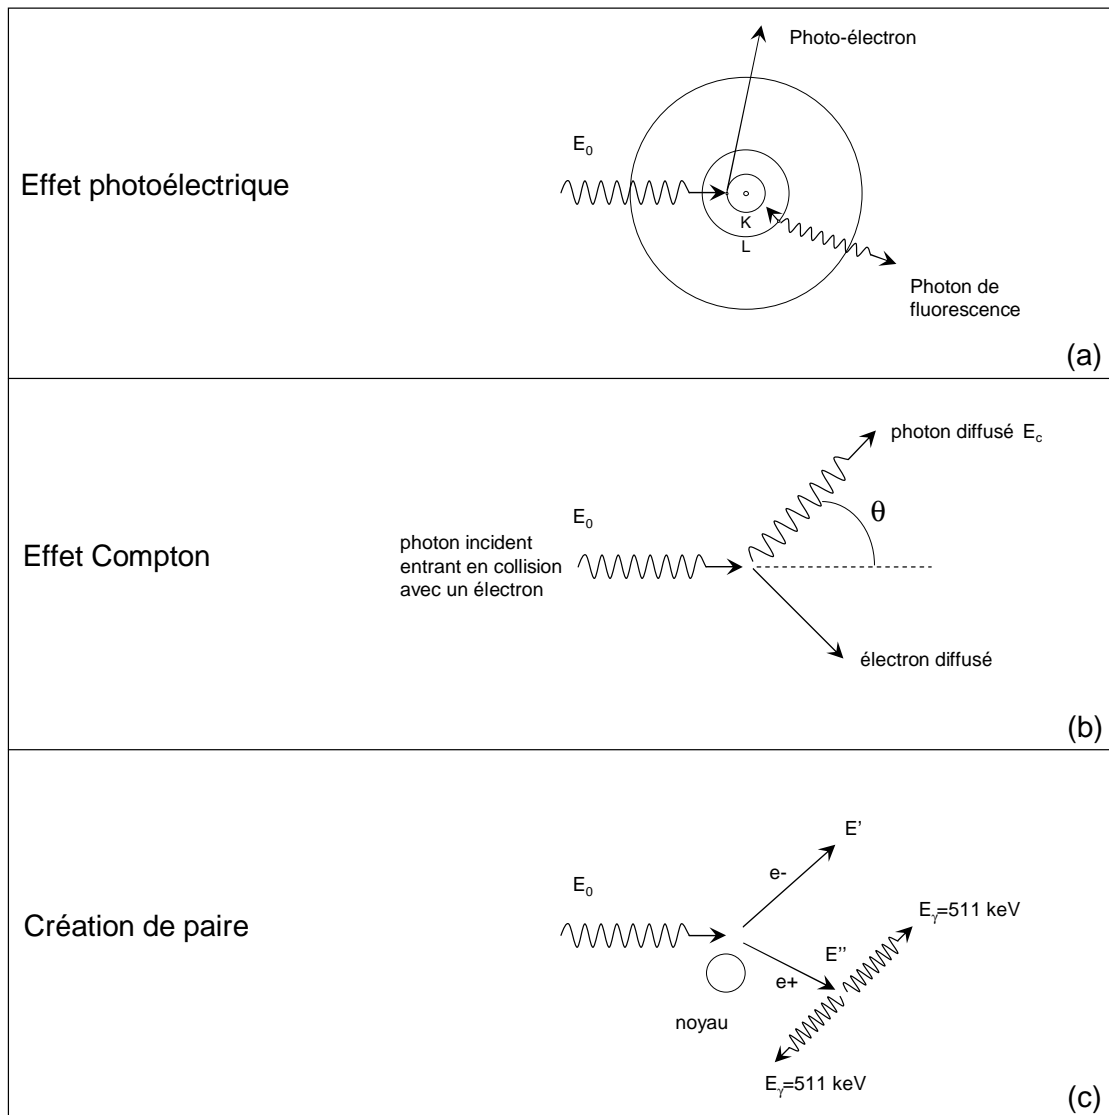 Effet photoélectrique
E₀
Photo-électron
K
L
Photon de
fluorescence
(a)
Effet Compton
E₀
photon incident
entrant en collision
avec un électron
photon diffusé E꜀
θ
électron diffusé
(b)
Création de paire
E₀
noyau
e-
E'
e+
E''
Eᵧ=511 keV
Eᵧ=511 keV
(c)